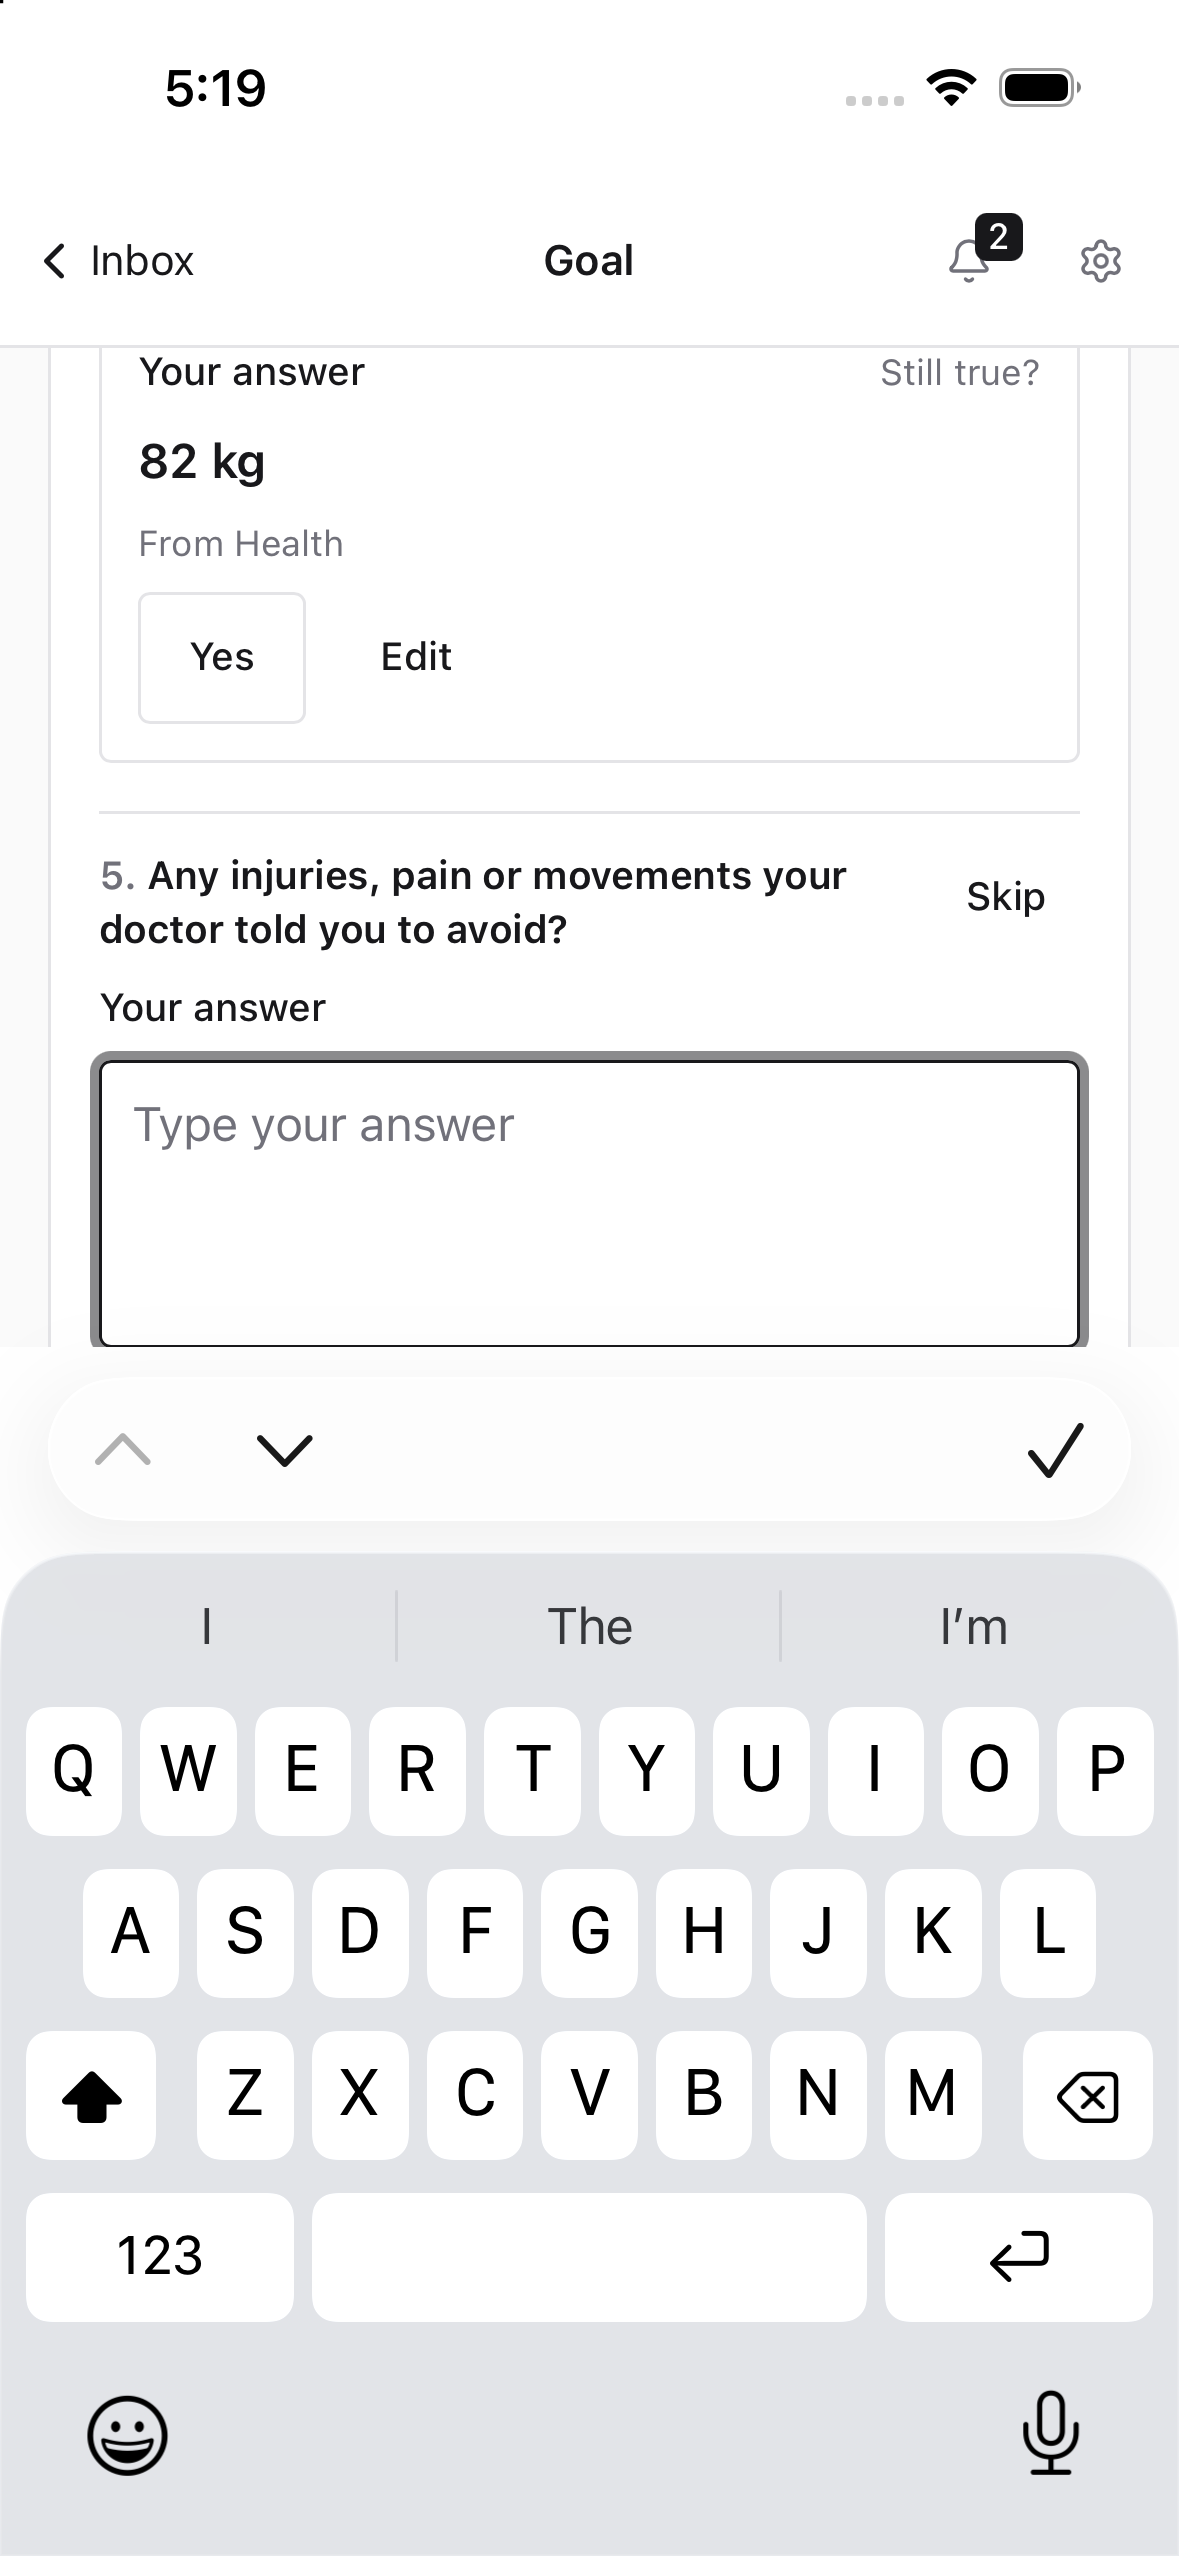 5:19
Inbox
Goal
2
Your answer
Still true?
82 kg
From Health
Yes
Edit
5. Any injuries, pain or movements your
doctor told you to avoid?
Skip
Your answer
Type your answer
I
The
I’m
Q W E R T Y U I O P
A S D F G H J K L
Z X C V B N M
123